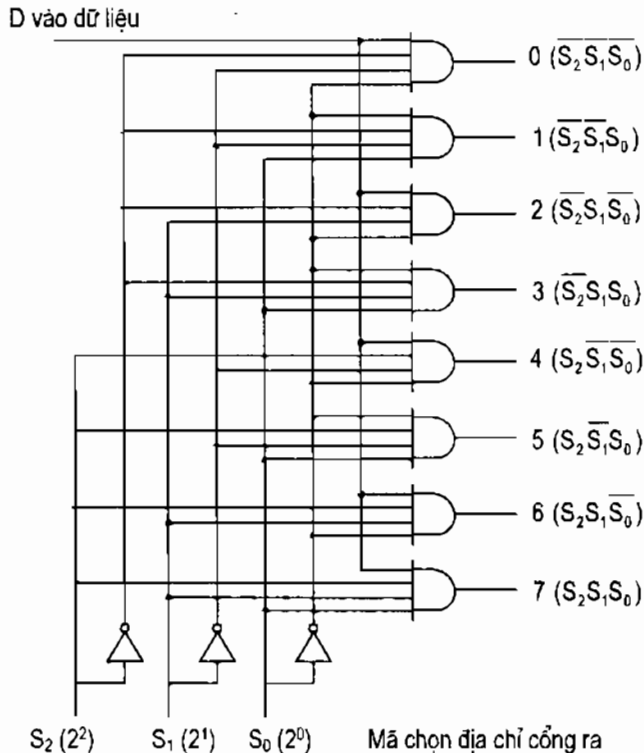 D vào dữ liệu
0 (S̅₂S̅₁S̅₀)
1 (S̅₂S̅₁S₀)
2 (S̅₂S₁S̅₀)
3 (S̅₂S₁S₀)
4 (S₂S̅₁S̅₀)
5 (S₂S̅₁S₀)
6 (S₂S₁S̅₀)
7 (S₂S₁S₀)
S₂ (2²) S₁ (2¹) S₀ (2⁰) Mã chọn địa chỉ cổng ra